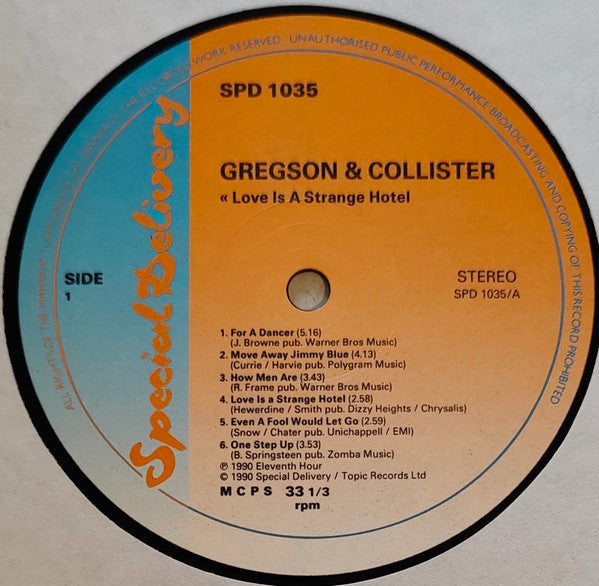 SPD 1035
GREGSON & COLLISTER
« Love Is A Strange Hotel
SIDE
1
STEREO
SPD 1035/A
Special Delivery
1. For A Dancer (5.16)
(J. Browne pub. Warner Bros Music)
2. Move Away Jimmy Blue (4.13)
(Currie / Harvie pub. Polygram Music)
3. How Men Are (3.43)
(R. Frame pub. Warner Bros Music)
4. Love Is a Strange Hotel (2.58)
(Hewerdine / Smith pub. Dizzy Heights / Chrysalis)
5. Even A Fool Would Let Go (2.59)
(Snow / Chater pub. Unichappell / EMI)
6. One Step Up (3.53)
(B. Springsteen pub. Zomba Music)
℗ 1990 Eleventh Hour
© 1990 Special Delivery / Topic Records Ltd
MCPS 33 1/3
rpm
ALL RIGHTS OF THE OF THE RECORDED WORK RESERVED UNAUTHORISED PUBLIC PERFORMANCE BROADCASTING AND COPYING OF THIS RECORD PROHIBITED